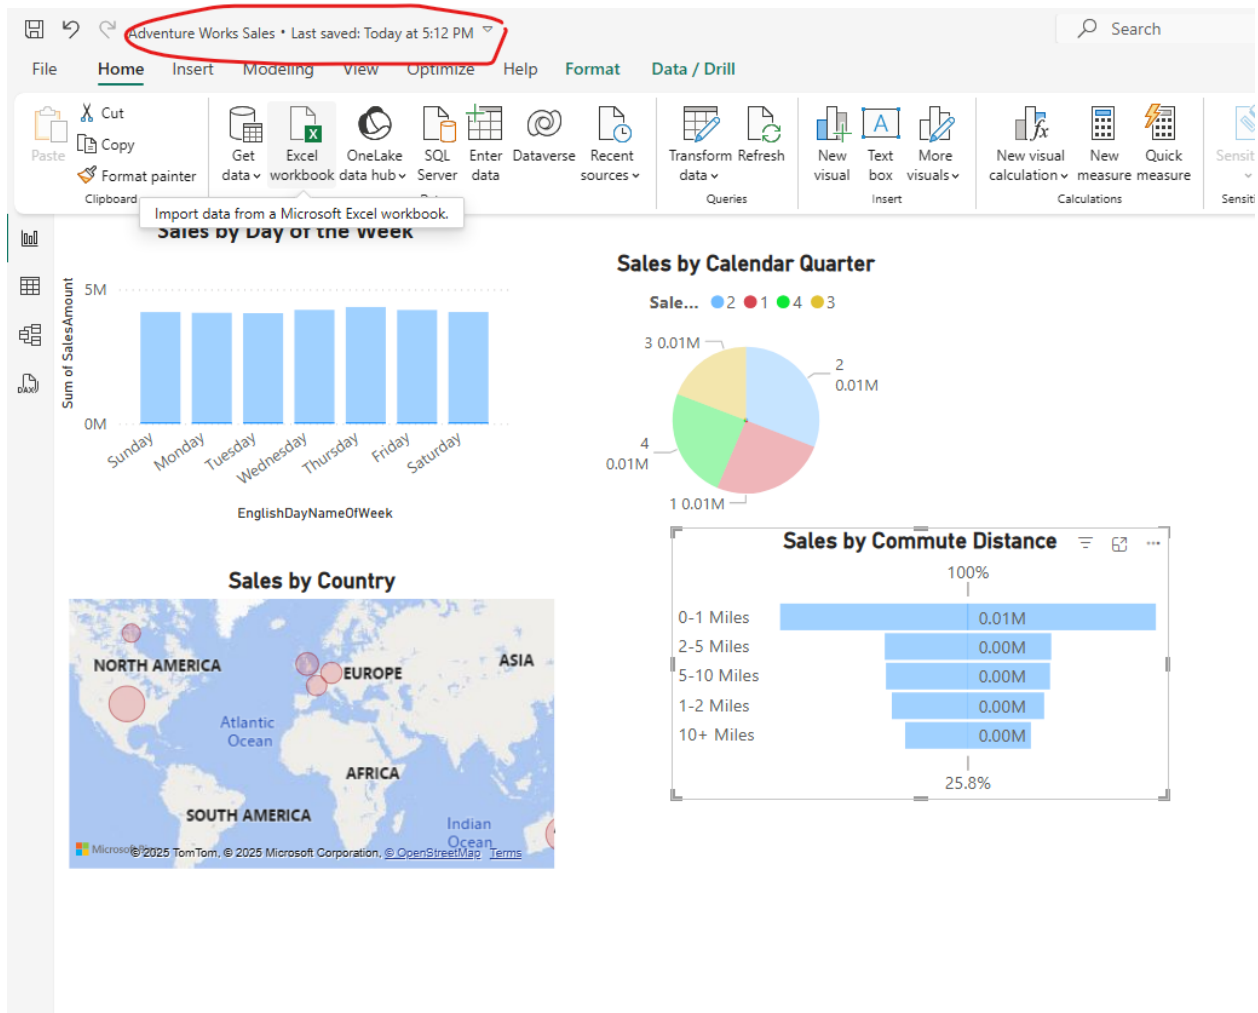 Adventure Works Sales • Last saved: Today at 5:12 PM
Search
File Home Insert Modeling View Optimize Help Format Data / Drill
Paste
Cut
Copy
Format painter
Clipboard
Get data
Excel workbook
OneLake data hub
SQL Server
Enter data
Dataverse
Recent sources
Transform data
Refresh
Queries
New visual
Text box
More visuals
Insert
New visual calculation
New measure
Quick measure
Calculations
Sensit
Sensiti
Import data from a Microsoft Excel workbook.
DAX
Sales by Day of the Week
Sum of SalesAmount
5M
0M
Sunday
Monday
Tuesday
Wednesday
Thursday
Friday
Saturday
EnglishDayNameOfWeek
Sales by Calendar Quarter
Sale... 2 1 4 3
3 0.01M
2
0.01M
4
0.01M
1 0.01M
Sales by Country
NORTH AMERICA
EUROPE
ASIA
Atlantic
Ocean
AFRICA
SOUTH AMERICA
Indian
Ocean
© 2025 TomTom, © 2025 Microsoft Corporation, © OpenStreetMap Terms
Sales by Commute Distance
100%
0-1 Miles 0.01M
2-5 Miles 0.00M
5-10 Miles 0.00M
1-2 Miles 0.00M
10+ Miles 0.00M
25.8%